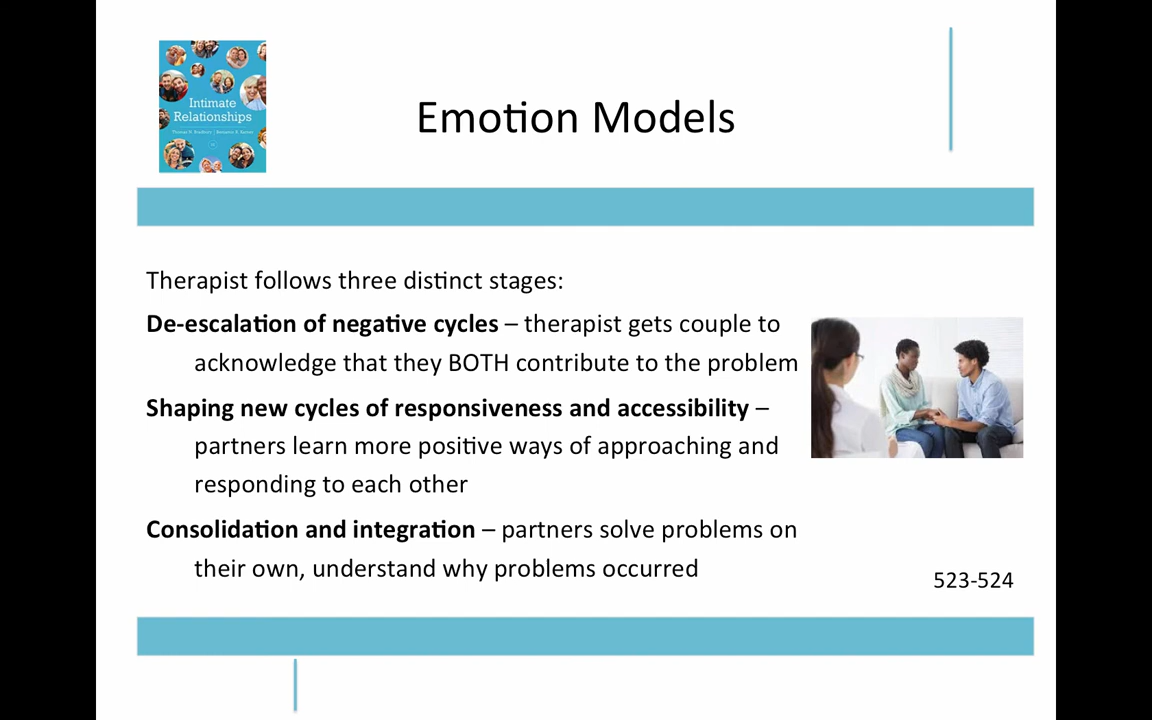 Intimate
Relationships
Emotion Models
Therapist follows three distinct stages:
De-escalation of negative cycles – therapist gets couple to
acknowledge that they BOTH contribute to the problem
Shaping new cycles of responsiveness and accessibility –
partners learn more positive ways of approaching and
responding to each other
Consolidation and integration – partners solve problems on
their own, understand why problems occurred
523-524